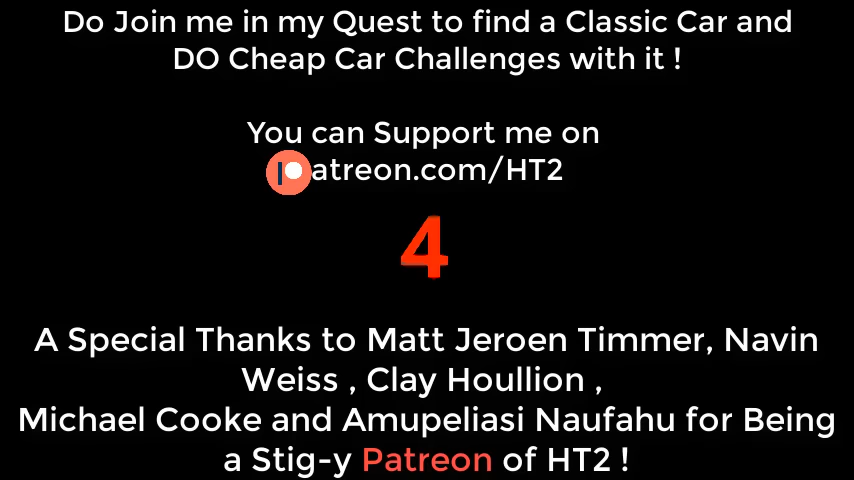 Do Join me in my Quest to find a Classic Car and
DO Cheap Car Challenges with it !
You can Support me on
Patreon.com/HT2
4
A Special Thanks to Matt Jeroen Timmer, Navin
Weiss , Clay Houllion ,
Michael Cooke and Amupeliasi Naufahu for Being
a Stig-y Patreon of HT2 !